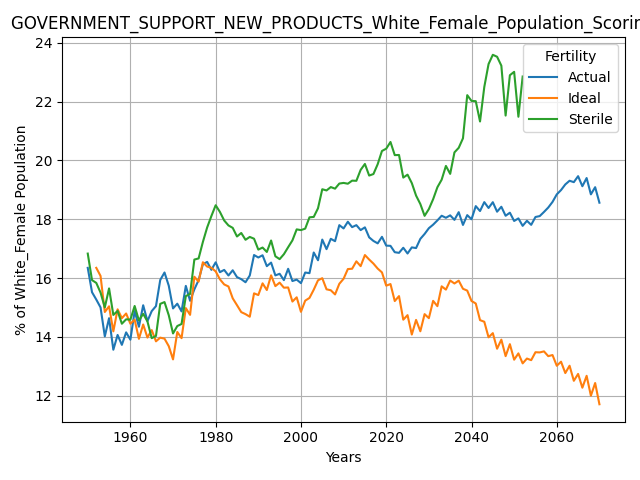 GOVERNMENT_SUPPORT_NEW_PRODUCTS_White_Female_Population_Scorin
24
22
20
18
16
14
12
% of White_Female Population
Fertility
Actual
Ideal
Sterile
1960
1980
2000
2020
2040
2060
Years